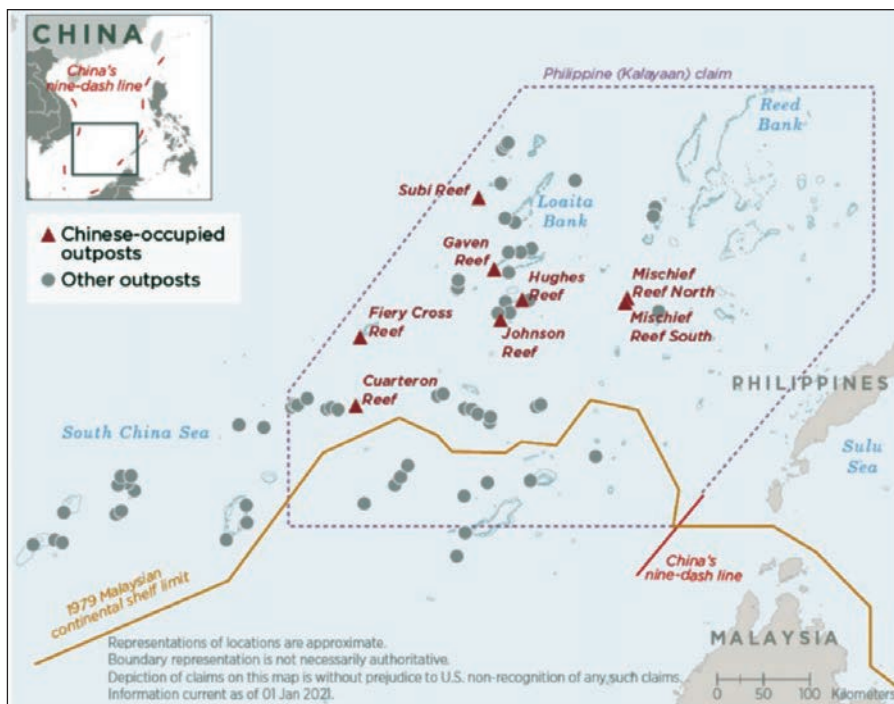 CHINA
China's
nine-dash line
Chinese-occupied
outposts
Other outposts
Philippine (Kalayaan) claim
Reed
Bank
Subi Reef
Loaita
Bank
Gaven
Reef
Hughes
Reef
Mischief
Reef North
Mischief
Reef South
Fiery Cross
Reef
Johnson
Reef
Cuarteron
Reef
PHILIPPINES
South China Sea
Sulu
Sea
China's
nine-dash line
1979 Malaysian
continental shelf limit
MALAYSIA
Representations of locations are approximate.
Boundary representation is not necessarily authoritative.
Depiction of claims on this map is without prejudice to U.S. non-recognition of any such claims.
Information current as of 01 Jan 2021.
0 50 100 Kilometers